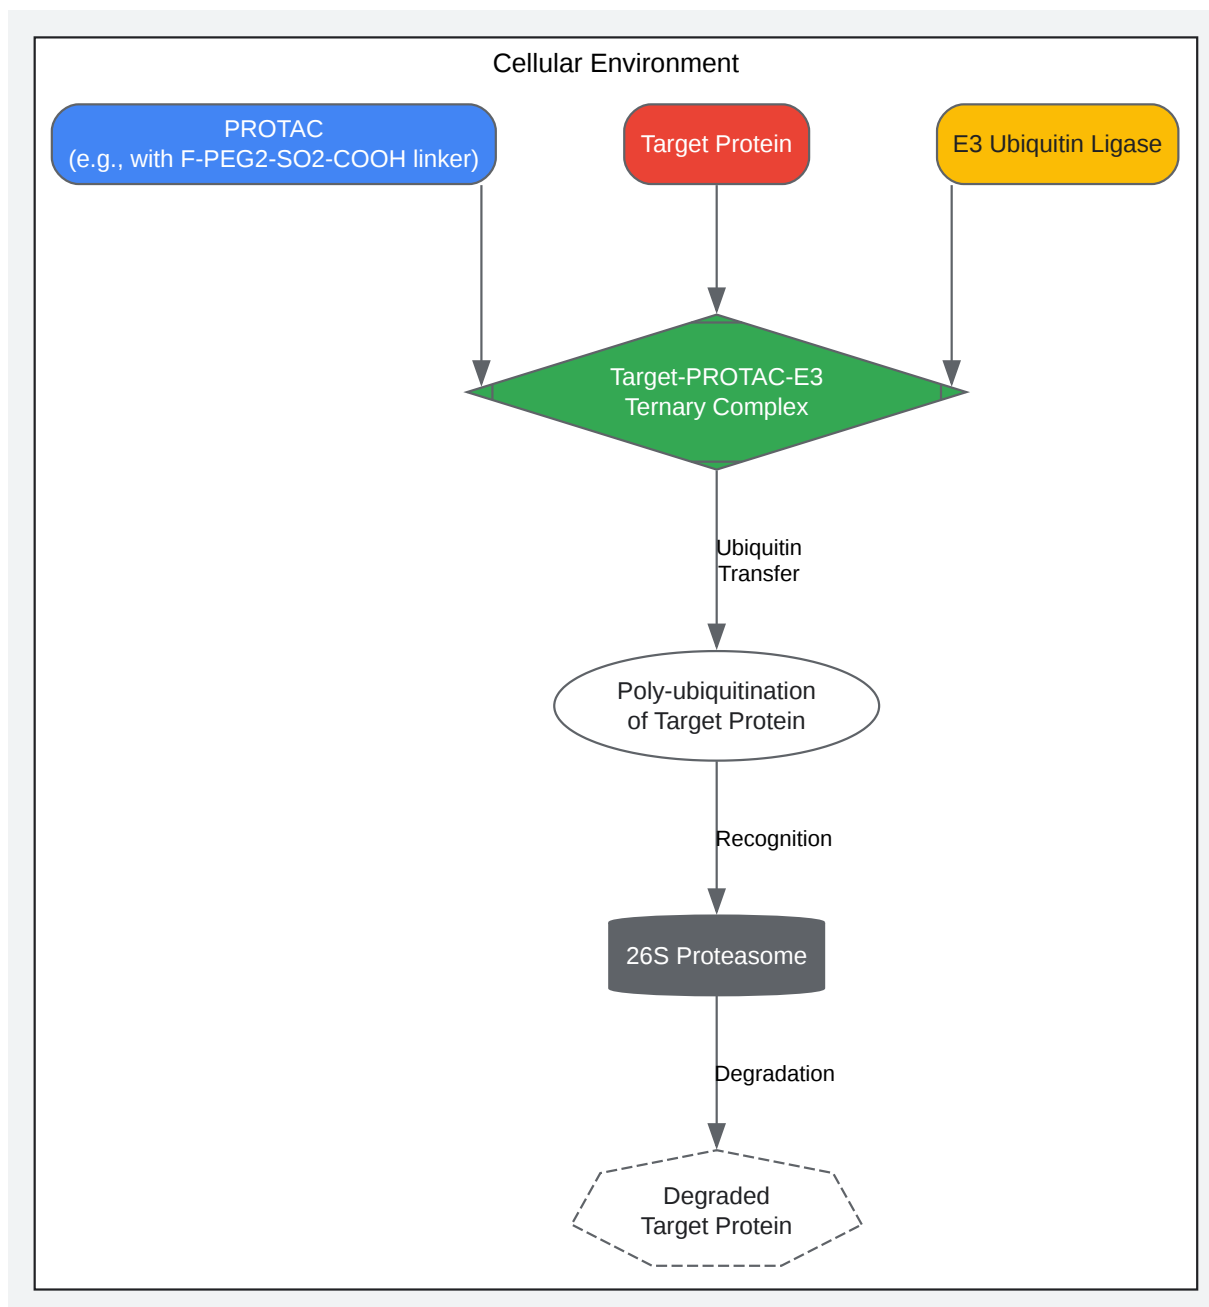 Cellular Environment
PROTAC
(e.g., with F-PEG2-SO2-COOH linker)
Target Protein
E3 Ubiquitin Ligase
Target-PROTAC-E3
Ternary Complex
Ubiquitin
Transfer
Poly-ubiquitination
of Target Protein
Recognition
26S Proteasome
Degradation
Degraded
Target Protein